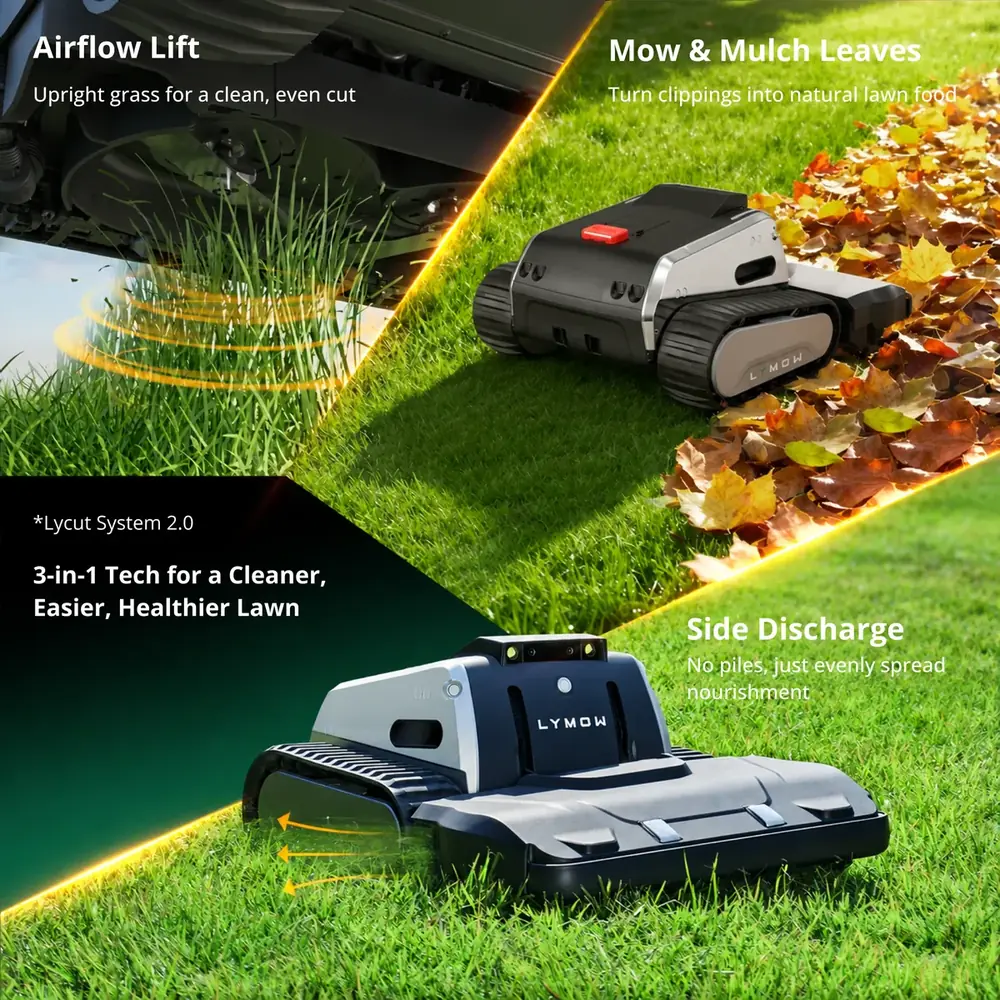 Airflow Lift
Upright grass for a clean, even cut
Mow & Mulch Leaves
Turn clippings into natural lawn food
LYMOW
*Lycut System 2.0
3-in-1 Tech for a Cleaner,
Easier, Healthier Lawn
Side Discharge
No piles, just evenly spread
nourishment
LYMOW